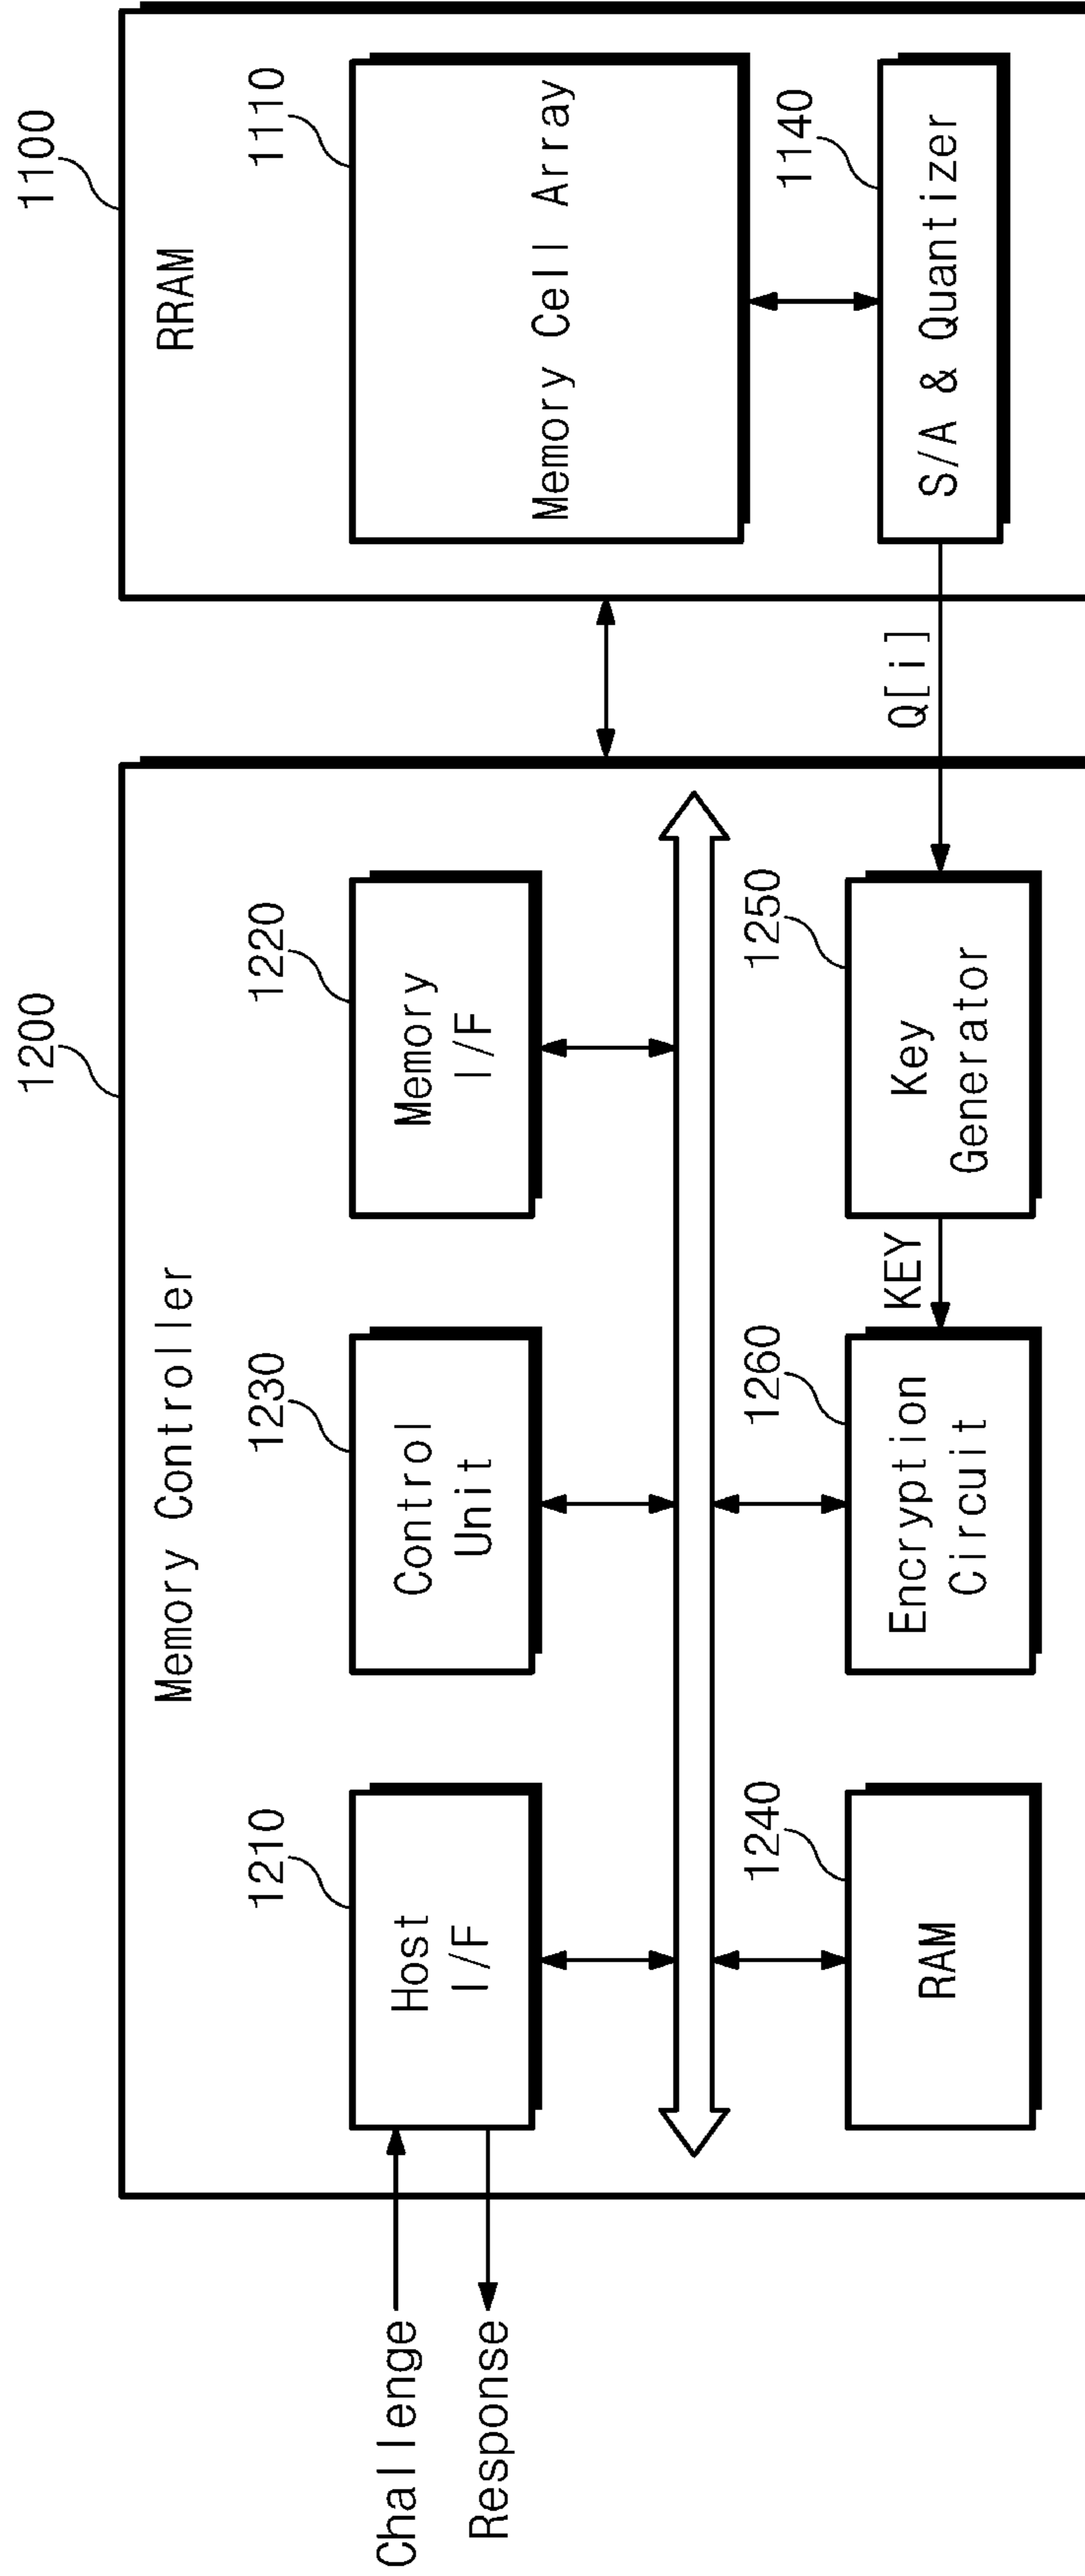 1200
1100
Memory Controller
RRAM
1210
1230
1220
1110
Challenge
Response
Host
I/F
Control
Unit
Memory
I/F
Memory Cell Array
1240
1260
1250
1140
RAM
Encryption
Circuit
KEY
Key
Generator
Q[i]
S/A & Quantizer